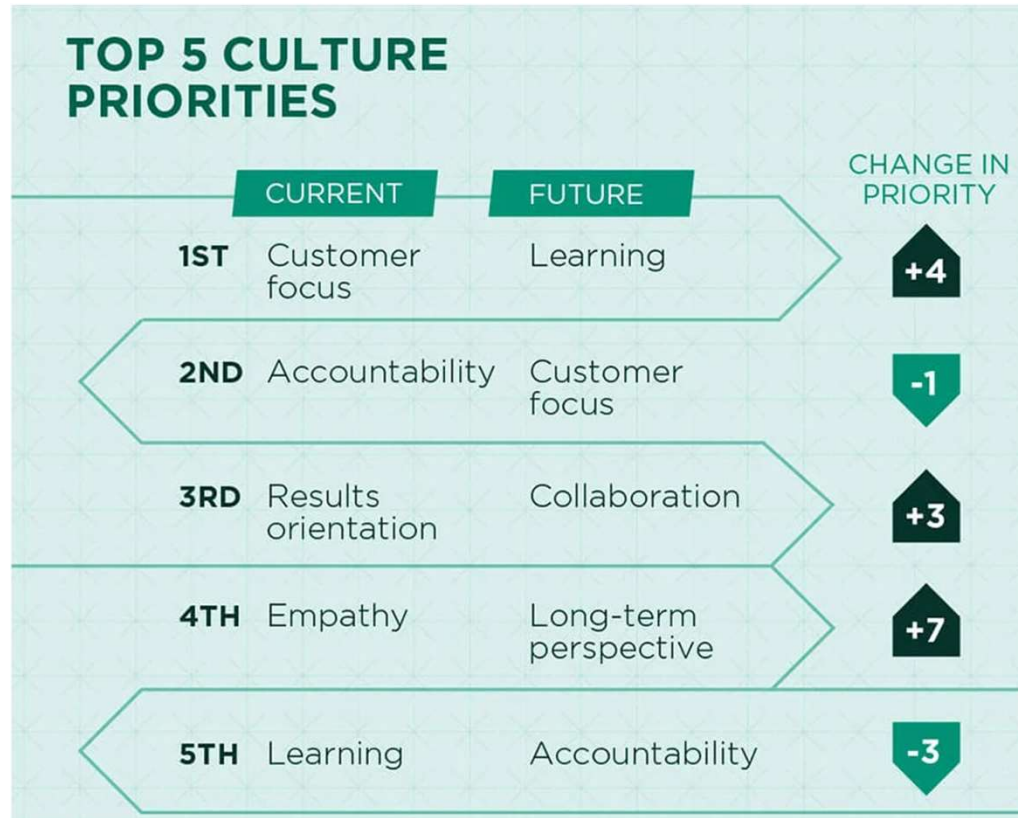 TOP 5 CULTURE
PRIORITIES
CHANGE IN
PRIORITY
CURRENT FUTURE
1ST Customer focus Learning +4
2ND Accountability Customer focus -1
3RD Results orientation Collaboration +3
4TH Empathy Long-term perspective +7
5TH Learning Accountability -3